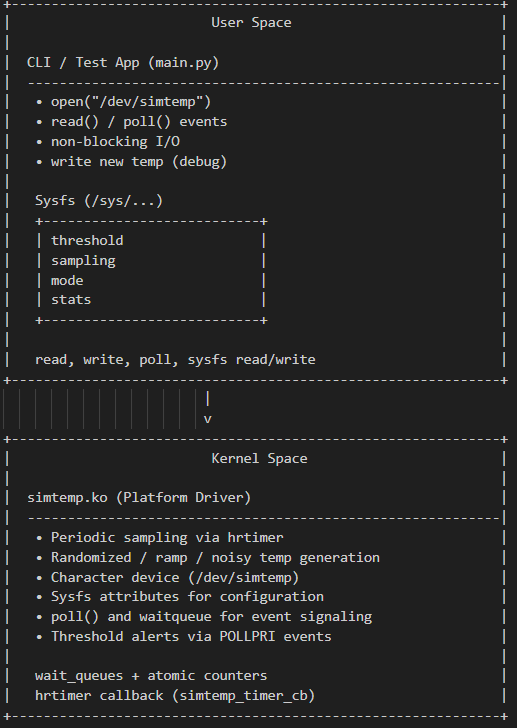 User Space
CLI / Test App (main.py)
• open("/dev/simtemp")
• read() / poll() events
• non-blocking I/O
• write new temp (debug)
Sysfs (/sys/...)
threshold
sampling
mode
stats
read, write, poll, sysfs read/write
v
Kernel Space
simtemp.ko (Platform Driver)
• Periodic sampling via hrtimer
• Randomized / ramp / noisy temp generation
• Character device (/dev/simtemp)
• Sysfs attributes for configuration
• poll() and waitqueue for event signaling
• Threshold alerts via POLLPRI events
wait_queues + atomic counters
hrtimer callback (simtemp_timer_cb)